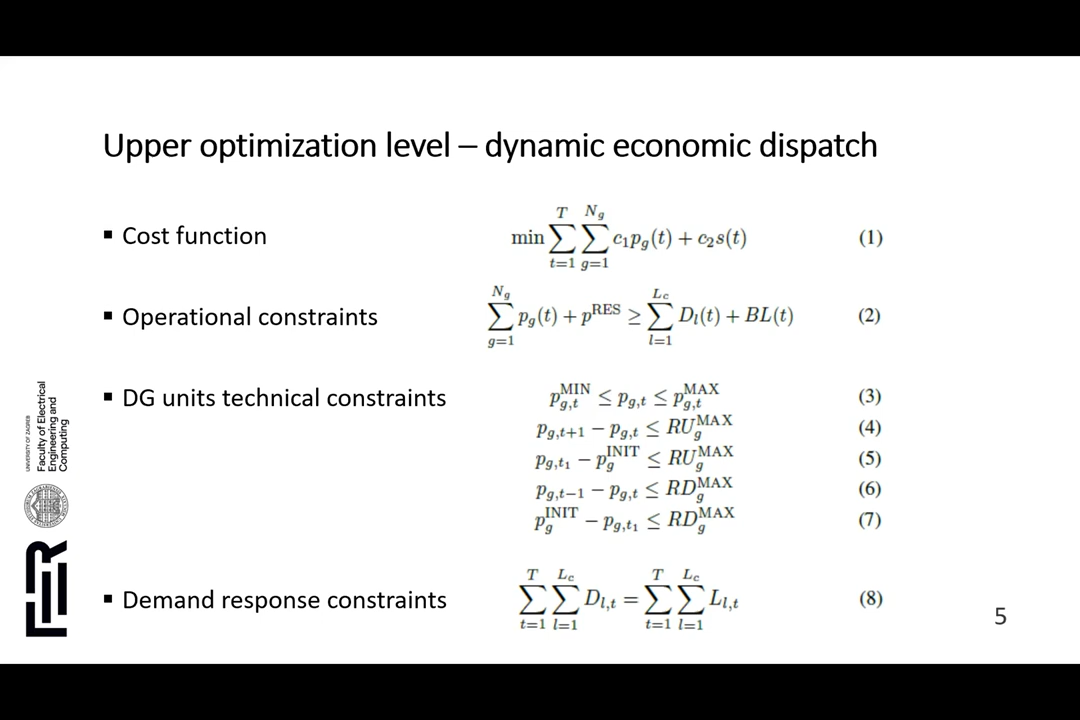 Upper optimization level – dynamic economic dispatch
▪ Cost function
min ∑_{t=1}^{T} ∑_{g=1}^{N_g} c_1 p_g(t) + c_2 s(t) (1)
▪ Operational constraints
∑_{g=1}^{N_g} p_g(t) + p^{RES} ≥ ∑_{l=1}^{L_c} D_l(t) + BL(t) (2)
▪ DG units technical constraints
p_{g,t}^{MIN} ≤ p_{g,t} ≤ p_{g,t}^{MAX} (3)
p_{g,t+1} − p_{g,t} ≤ RU_g^{MAX} (4)
p_{g,t_1} − p_g^{INIT} ≤ RU_g^{MAX} (5)
p_{g,t−1} − p_{g,t} ≤ RD_g^{MAX} (6)
p_g^{INIT} − p_{g,t_1} ≤ RD_g^{MAX} (7)
▪ Demand response constraints
∑_{t=1}^{T} ∑_{l=1}^{L_c} D_{l,t} = ∑_{t=1}^{T} ∑_{l=1}^{L_c} L_{l,t} (8)
5
UNIVERSITY OF ZAGREB
Faculty of Electrical
Engineering and
Computing